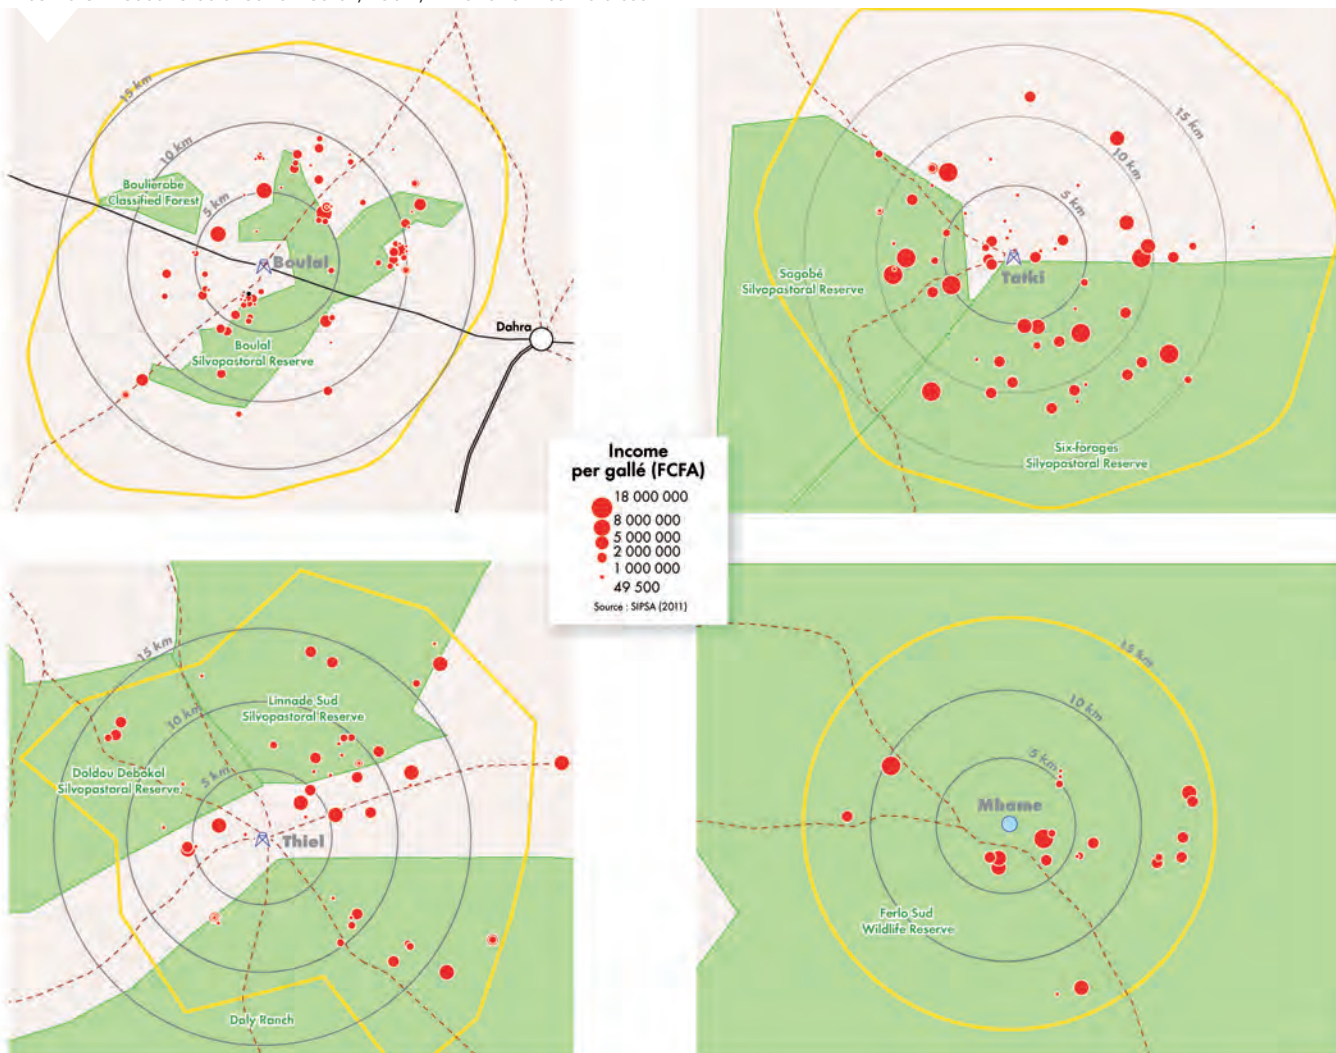 15 km
10 km
5 km
Boulierobe
Classified Forest
Boulal
Boulal
Silvopastoral Reserve
Dahra
15 km
10 km
5 km
Sogobé
Silvopastoral Reserve
Tatki
Six-forages
Silvopastoral Reserve
Income
per gallé (FCFA)
18 000 000
8 000 000
5 000 000
2 000 000
1 000 000
49 500
Source : SIPSA (2011)
15 km
10 km
5 km
Linnade Sud
Silvopastoral Reserve
Doldou Debokol
Silvopastoral Reserve
Thiel
Doly Ranch
15 km
10 km
5 km
Mbame
Ferlo Sud
Wildlife Reserve